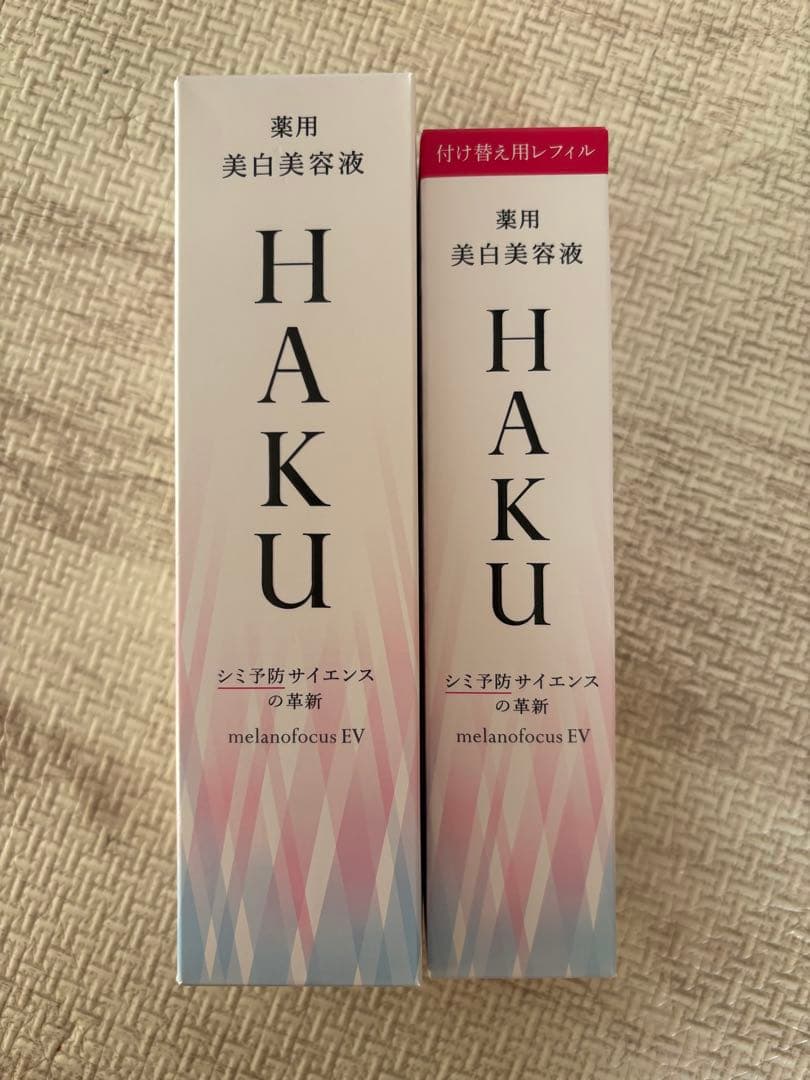 薬用
美白美容液
HAKU
シミ予防サイエンス
の革新
melanofocus EV
付け替え用レフィル
薬用
美白美容液
HAKU
シミ予防サイエンス
の革新
melanofocus EV